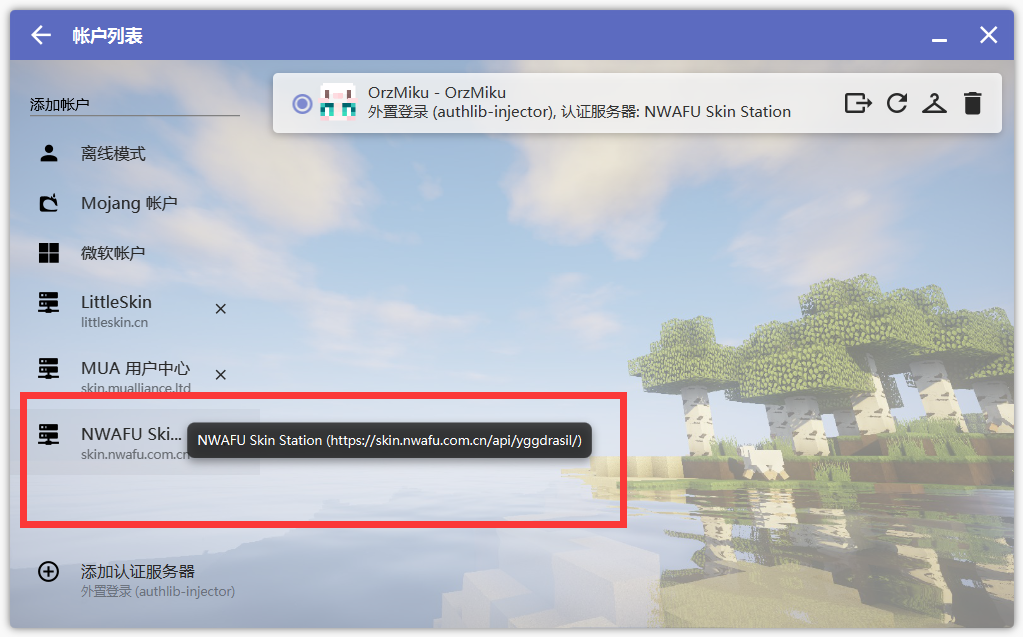 帐户列表
添加帐户
OrzMiku - OrzMiku
外置登录 (authlib-injector), 认证服务器: NWAFU Skin Station
离线模式
Mojang 帐户
微软帐户
LittleSkin
littleskin.cn
MUA 用户中心
skin.mualliance.ltd
NWAFU Ski...
skin.nwafu.com.cn
NWAFU Skin Station (https://skin.nwafu.com.cn/api/yggdrasil/)
添加认证服务器
外置登录 (authlib-injector)